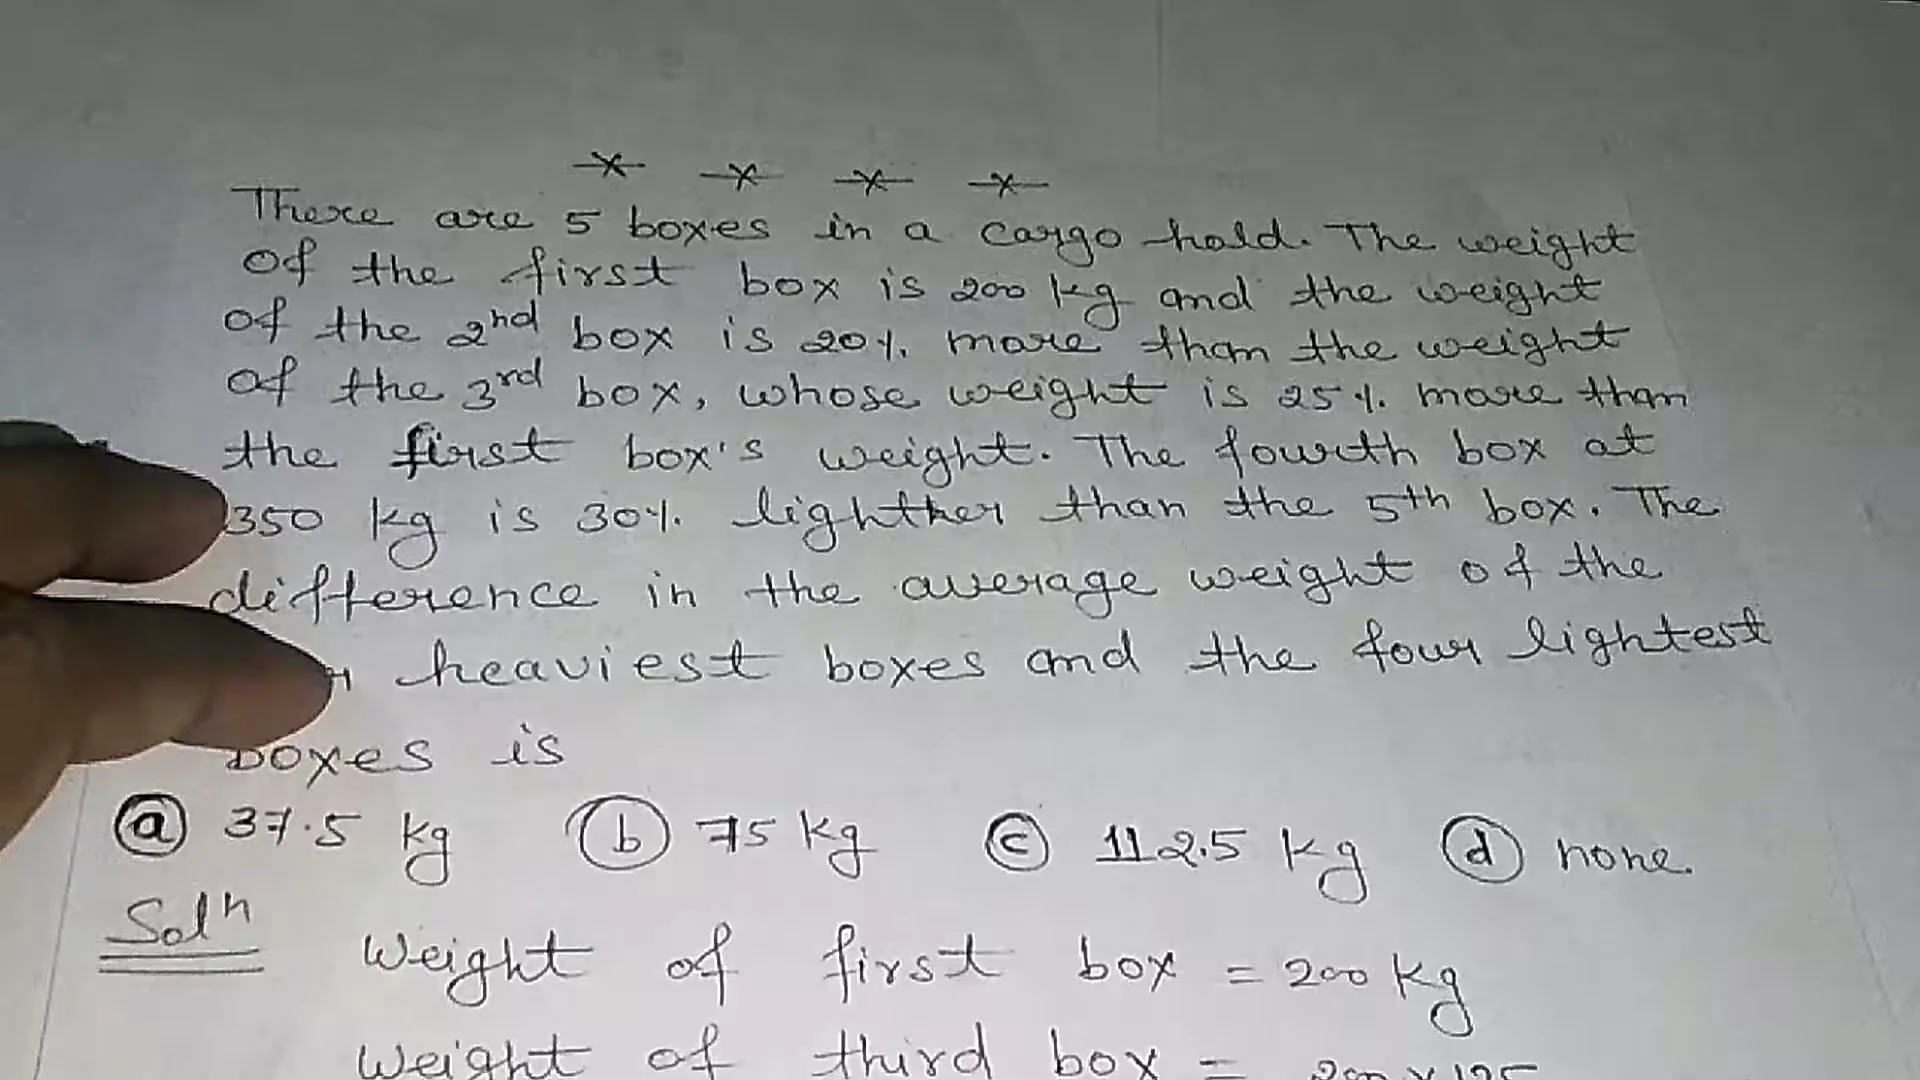 There are 5 boxes in a cargo hold. The weight
of the first box is 200 kg and the weight
of the 2nd box is 20% more than the weight
of the 3rd box, whose weight is 25% more than
the first box's weight. The fourth box at
350 kg is 30% lighther than the 5th box. The
difference in the average weight of the
heaviest boxes and the four lightest
boxes is
a 37.5 kg b 75 kg c 112.5 kg d none.
Solⁿ Weight of first box = 200 kg
Weight of third box =